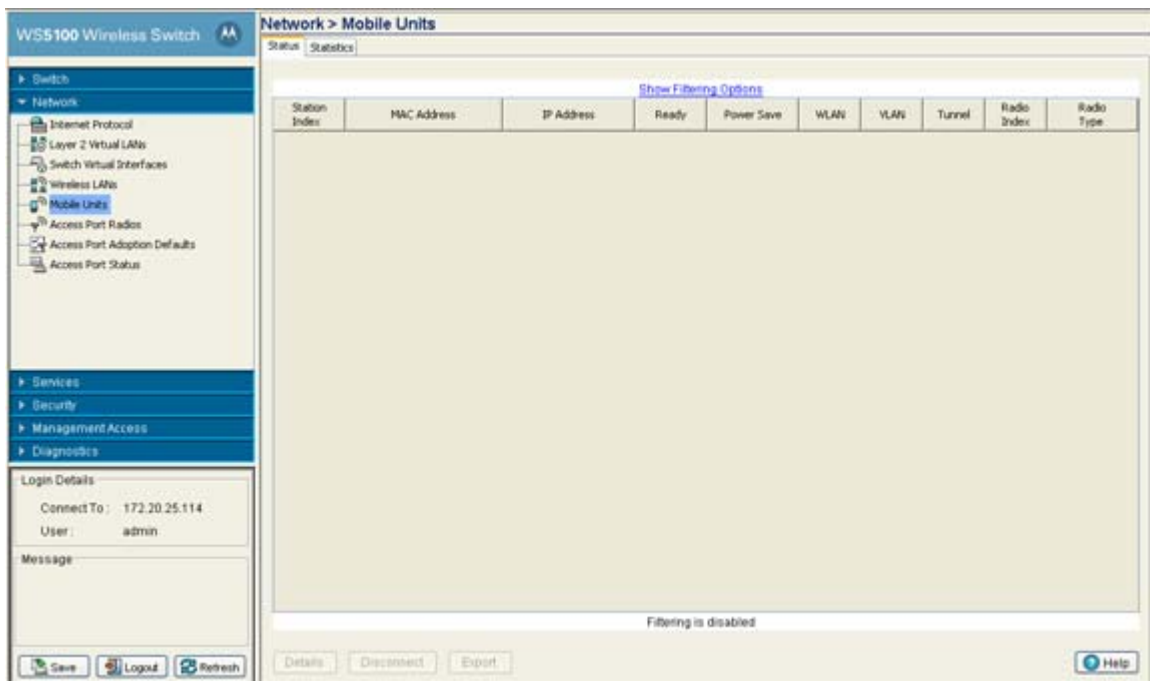 WS5100 Wireless Switch
Network > Mobile Units
Status
Statistics
Switch
Network
Internet Protocol
Layer 2 Virtual LANs
Switch Virtual Interfaces
Wireless LANs
Mobile Units
Access Port Radios
Access Port Adoption Defaults
Access Port Status
Services
Security
Management Access
Diagnostics
Login Details
Connect To : 172.20.25.114
User : admin
Message
Save
Logout
Refresh
Show Filtering Options
Station Index
MAC Address
IP Address
Ready
Power Save
WLAN
VLAN
Tunnel
Radio Index
Radio Type
Filtering is disabled
Details
Disconnect
Export
Help